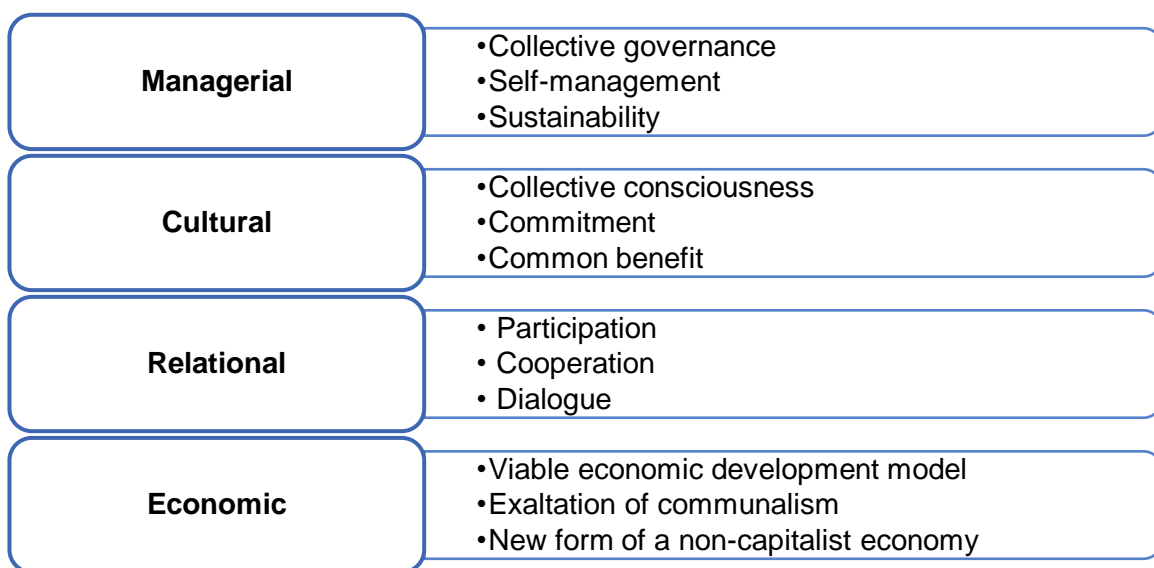 Managerial
•Collective governance
•Self-management
•Sustainability
Cultural
•Collective consciousness
•Commitment
•Common benefit
Relational
• Participation
• Cooperation
• Dialogue
Economic
•Viable economic development model
•Exaltation of communalism
•New form of a non-capitalist economy